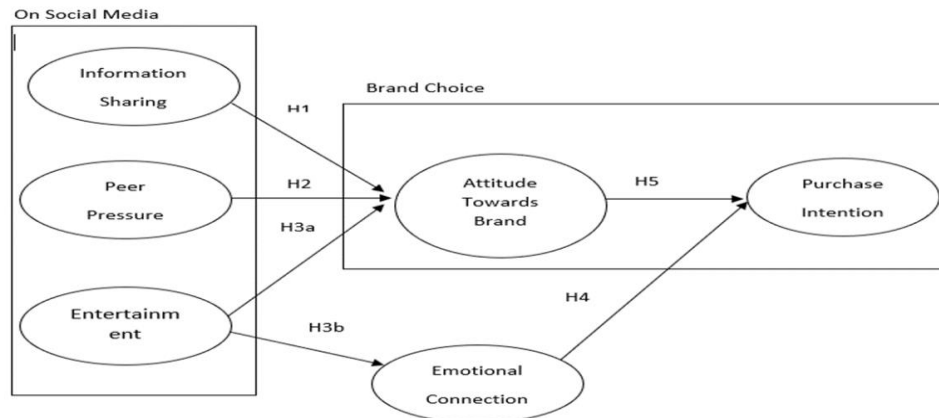 On Social Media
Information
Sharing
H1
Brand Choice
Peer
Pressure
H2
Attitude
Towards
Brand
H5
Purchase
Intention
H3a
Entertainm
ent
H3b
H4
Emotional
Connection